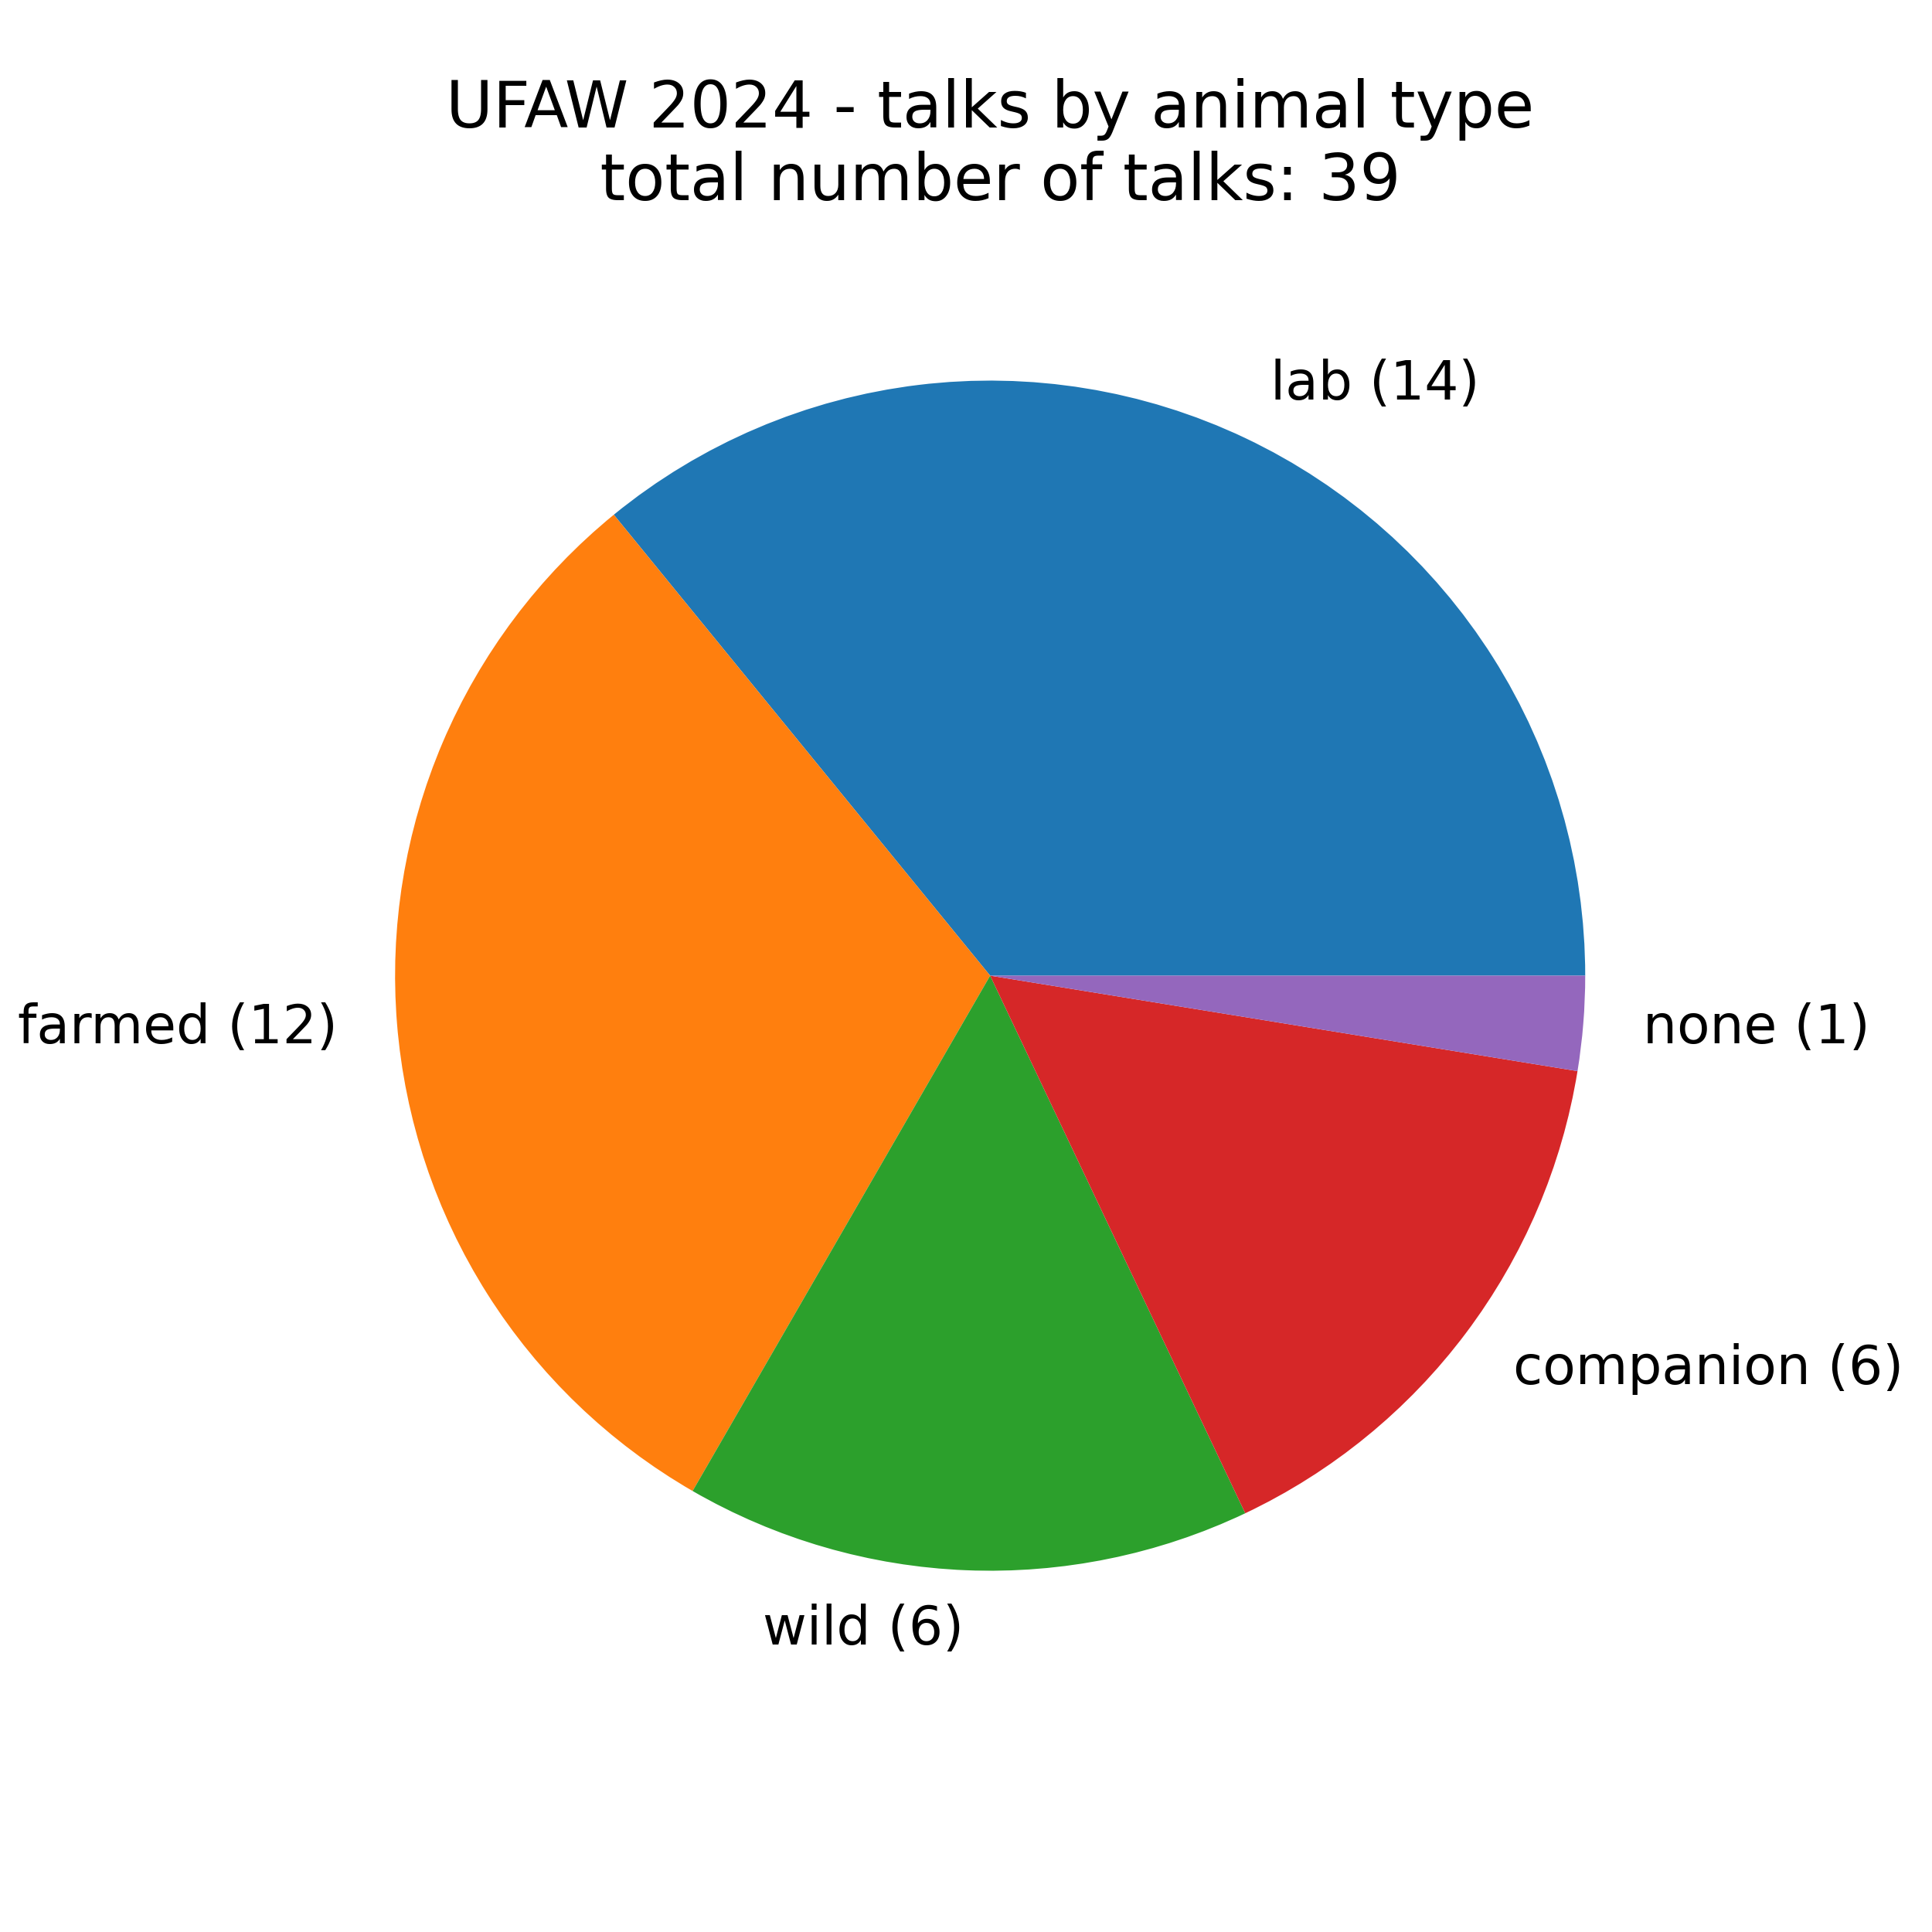 UFAW 2024 - talks by animal type
total number of talks: 39
lab (14)
farmed (12)
none (1)
companion (6)
wild (6)